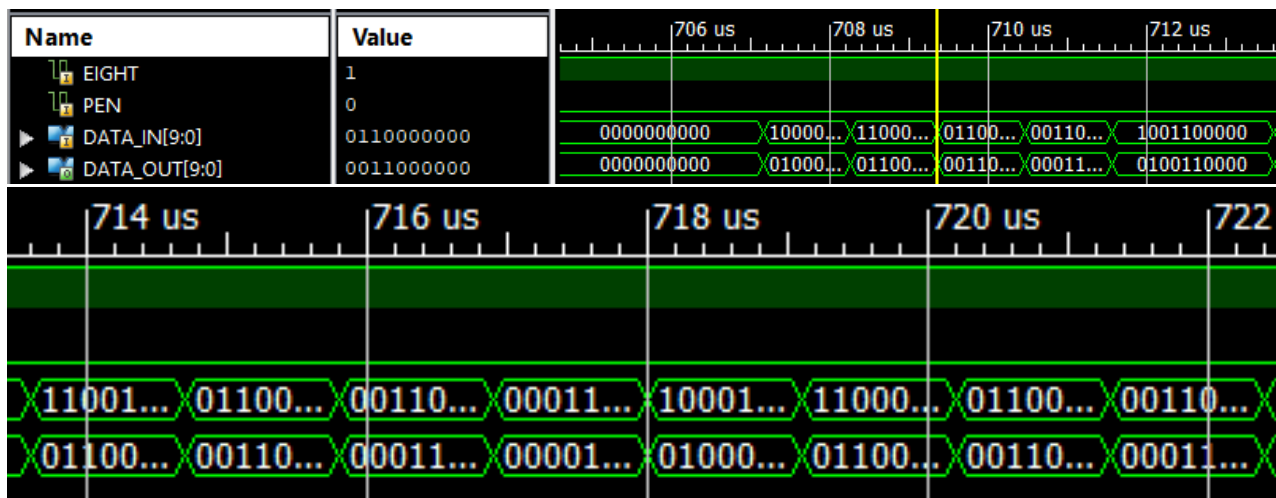 Name Value 706 us 708 us 710 us 712 us
EIGHT 1
PEN 0
DATA_IN[9:0] 0110000000 0000000000 10000... 11000... 01100... 00110... 1001100000
DATA_OUT[9:0] 0011000000 0000000000 01000... 01100... 00110... 00011... 0100110000
714 us 716 us 718 us 720 us 722
11001... 01100... 00110... 00011... 10001... 11000... 01100... 00110...
01100... 00110... 00011... 00001... 01000... 01100... 00110... 00011...